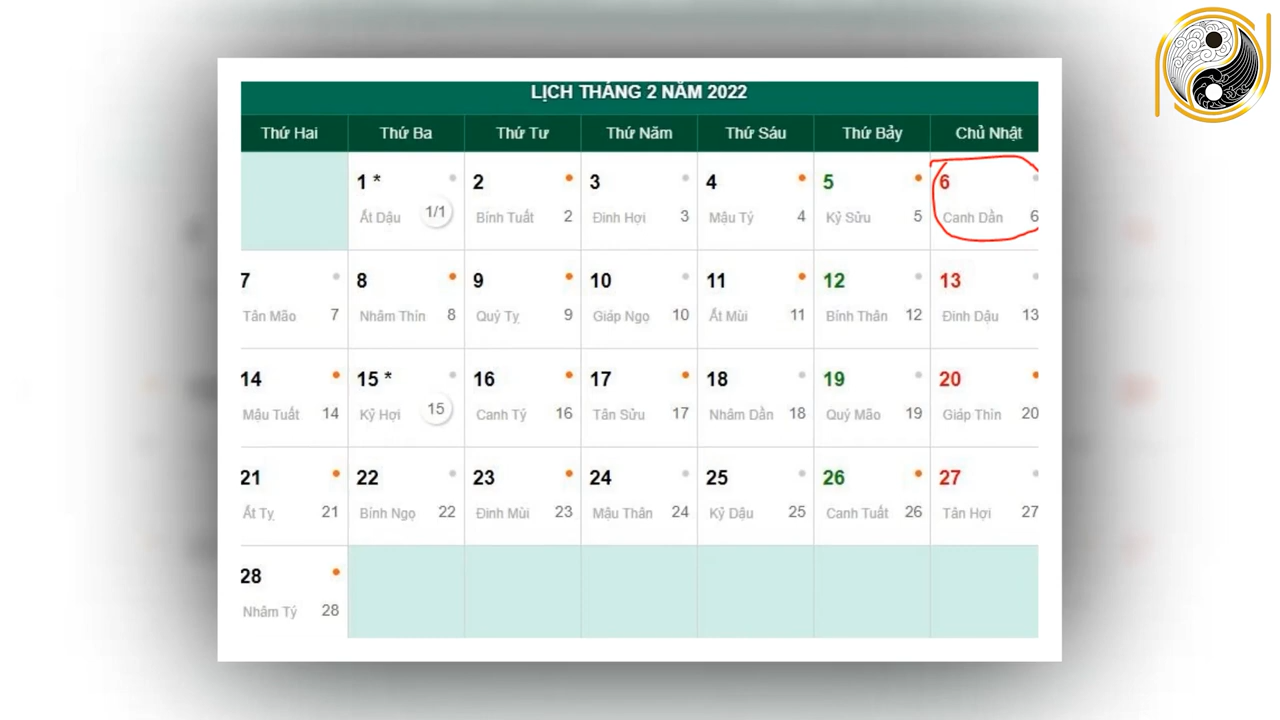 LỊCH THÁNG 2 NĂM 2022
Thứ Hai Thứ Ba Thứ Tư Thứ Năm Thứ Sáu Thứ Bảy Chủ Nhật
1 * 2 3 4 5 6
Ất Dậu 1/1 Bính Tuất 2 Đinh Hợi 3 Mậu Tý 4 Kỷ Sửu 5 Canh Dần 6
7 8 9 10 11 12 13
Tân Mão 7 Nhâm Thìn 8 Quý Tỵ 9 Giáp Ngọ 10 Ất Mùi 11 Bính Thân 12 Đinh Dậu 13
14 15 * 16 17 18 19 20
Mậu Tuất 14 Kỷ Hợi 15 Canh Tý 16 Tân Sửu 17 Nhâm Dần 18 Quý Mão 19 Giáp Thìn 20
21 22 23 24 25 26 27
Ất Tỵ 21 Bính Ngọ 22 Đinh Mùi 23 Mậu Thân 24 Kỷ Dậu 25 Canh Tuất 26 Tân Hợi 27
28
Nhâm Tý 28